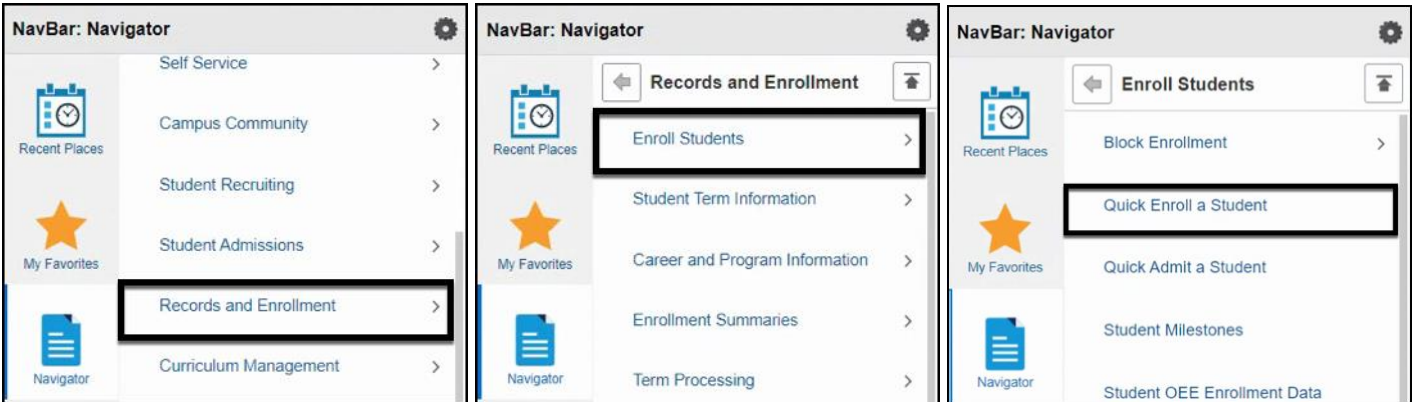 NavBar: Navigator
Recent Places
My Favorites
Navigator
Self Service
Campus Community
Student Recruiting
Student Admissions
Records and Enrollment
Curriculum Management
NavBar: Navigator
Recent Places
My Favorites
Navigator
Records and Enrollment
Enroll Students
Student Term Information
Career and Program Information
Enrollment Summaries
Term Processing
NavBar: Navigator
Recent Places
My Favorites
Navigator
Enroll Students
Block Enrollment
Quick Enroll a Student
Quick Admit a Student
Student Milestones
Student OEE Enrollment Data